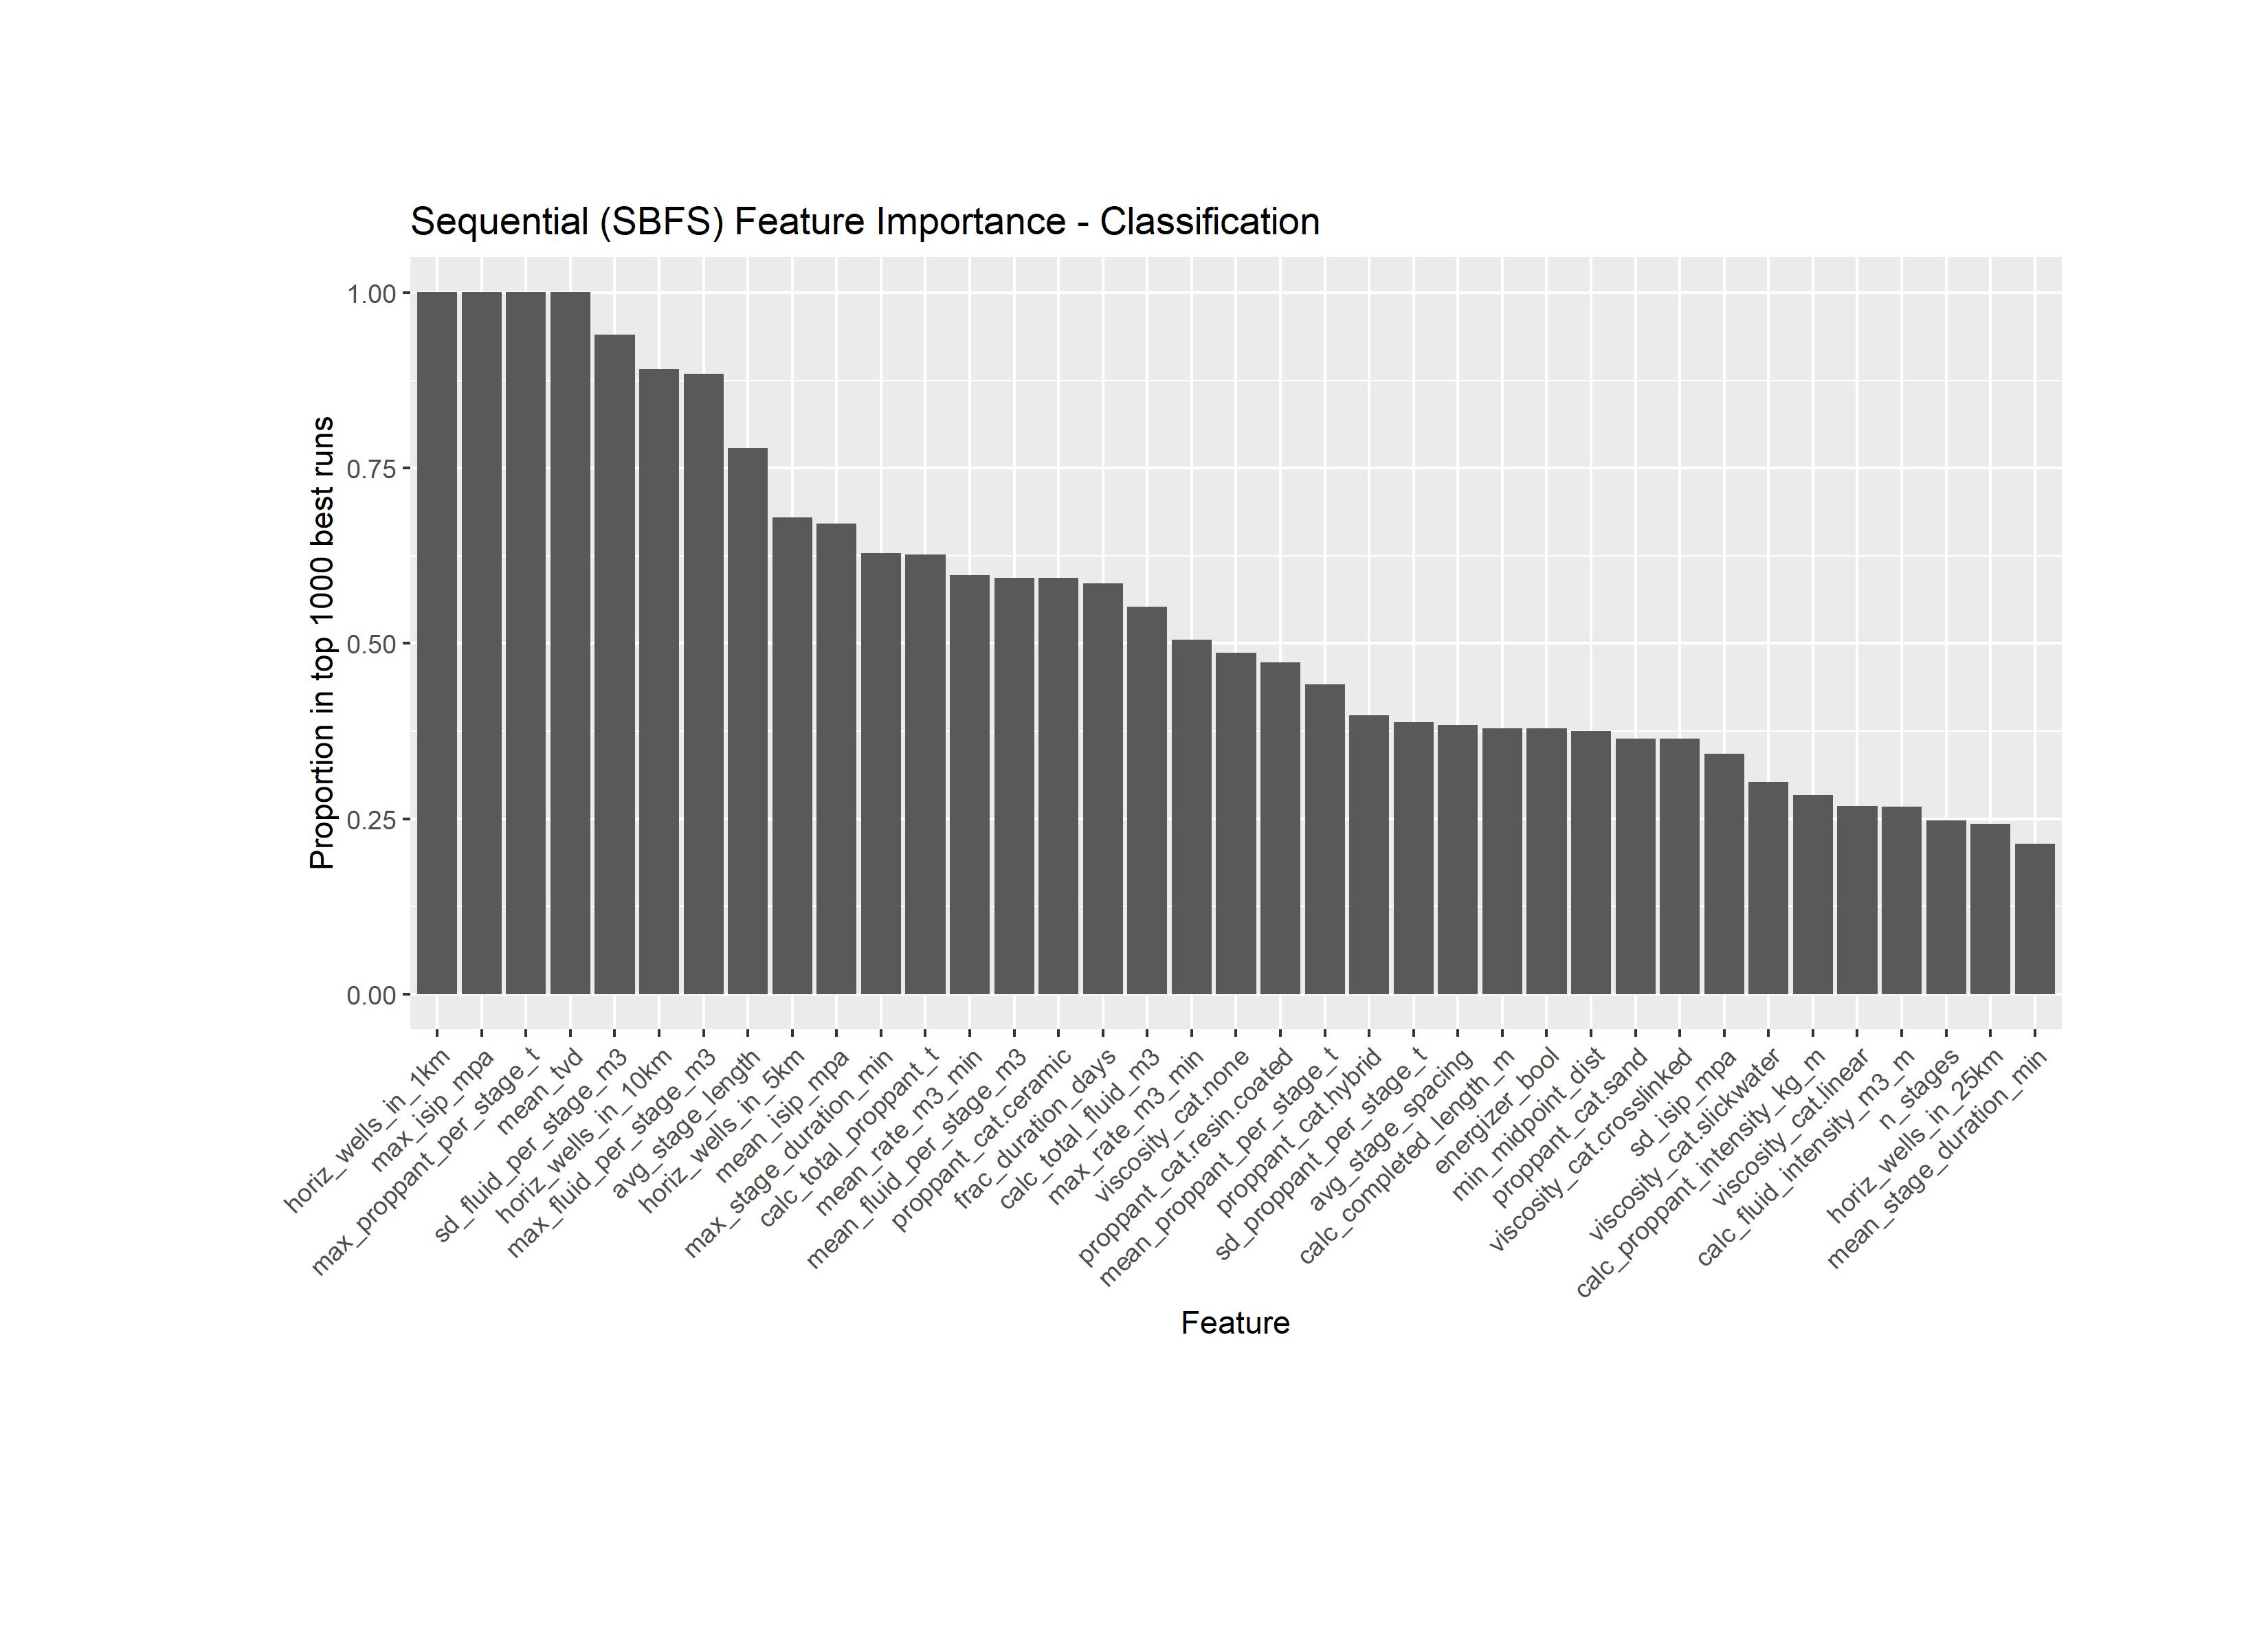 Sequential (SBFS) Feature Importance - Classification
Proportion in top 1000 best runs
1.00
0.75
0.50
0.25
0.00
horiz_wells_in_1km
max_isip_mpa
max_proppant_per_stage_t
mean_tvd
sd_fluid_per_stage_m3
horiz_wells_in_10km
max_fluid_per_stage_m3
avg_stage_length
horiz_wells_in_5km
mean_isip_mpa
max_stage_duration_min
calc_total_proppant_t
mean_rate_m3_min
mean_fluid_per_stage_m3
proppant_cat.ceramic
frac_duration_days
calc_total_fluid_m3
max_rate_m3_min
viscosity_cat.none
proppant_cat.resin.coated
mean_proppant_per_stage_t
proppant_cat.hybrid
sd_proppant_per_stage_t
avg_stage_spacing
calc_completed_length_m
energizer_bool
min_midpoint_dist
proppant_cat.sand
viscosity_cat.crosslinked
sd_isip_mpa
viscosity_cat.slickwater
calc_proppant_intensity_kg_m
viscosity_cat.linear
calc_fluid_intensity_m3_m
n_stages
horiz_wells_in_25km
mean_stage_duration_min
Feature